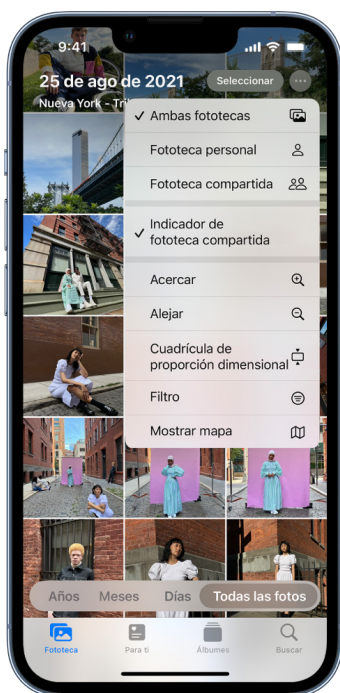 9:41
25 de ago de 2021
Seleccionar
Nueva York - Tri
Ambas fototecas
Fototeca personal
Fototeca compartida
Indicador de
fototeca compartida
Acercar
Alejar
Cuadrícula de
proporción dimensional
Filtro
Mostrar mapa
Años Meses Días Todas las fotos
Fototeca Para ti Álbumes Buscar